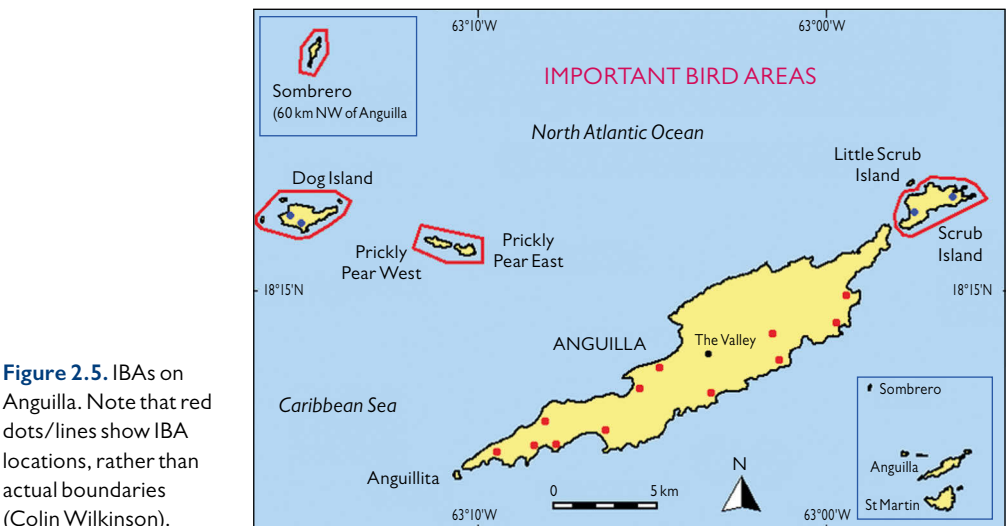 63°10'W
63°00'W
Sombrero
(60 km NW of Anguilla
IMPORTANT BIRD AREAS
North Atlantic Ocean
Little Scrub
Island
Dog Island
Prickly
Pear West
Prickly
Pear East
Scrub
Island
18°15'N
18°15'N
ANGUILLA
The Valley
Caribbean Sea
Anguillita
0
5 km
N
Sombrero
Anguilla
St Martin
63°10'W
63°00'W
Figure 2.5. IBAs on
Anguilla. Note that red
dots/lines show IBA
locations, rather than
actual boundaries
(Colin Wilkinson).